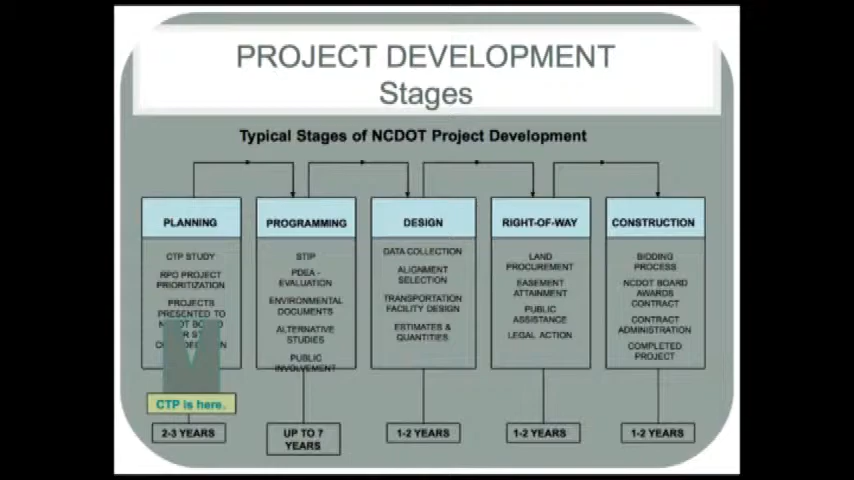 PROJECT DEVELOPMENT
Stages
Typical Stages of NCDOT Project Development
PLANNING
CTP STUDY
RPO PROJECT
PRIORITIZATION
PROJECTS
PRESENTED TO
2-3 YEARS
CTP is here.
PROGRAMMING
STIP
PDEA -
EVALUATION
ENVIRONMENTAL
DOCUMENTS
ALTERNATIVE
STUDIES
PUBLIC
INVOLVEMENT
UP TO 7
YEARS
DESIGN
DATA COLLECTION
ALIGNMENT
SELECTION
TRANSPORTATION
FACILITY DESIGN
ESTIMATES &
QUANTITIES
1-2 YEARS
RIGHT-OF-WAY
LAND
PROCUREMENT
EASEMENT
ATTAINMENT
PUBLIC
ASSISTANCE
LEGAL ACTION
1-2 YEARS
CONSTRUCTION
BIDDING
PROCESS
NCDOT BOARD
AWARDS
CONTRACT
CONTRACT
ADMINISTRATION
COMPLETED
PROJECT
1-2 YEARS